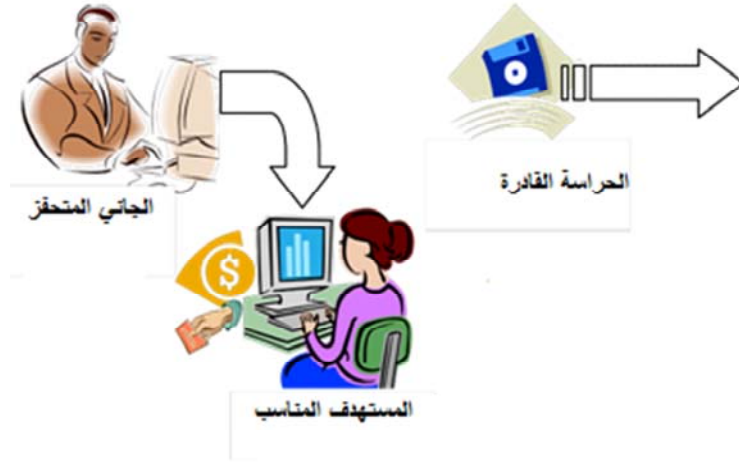 الحراسة القادرة
الجاني المتحفز
$
المستهدف المناسب